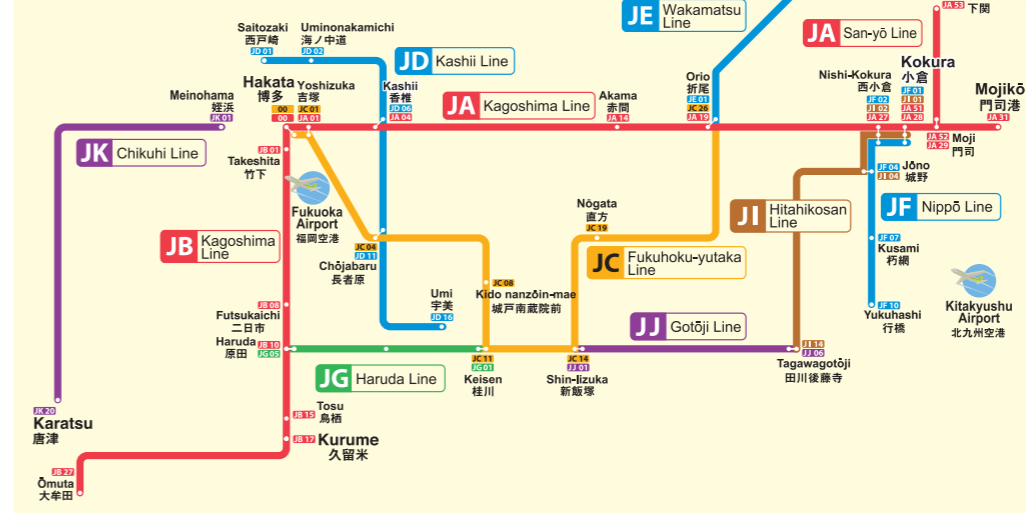 JE Wakamatsu
Line
JA 53 下関
JA San-yō Line
Saitozaki
西戸崎
JD 01
Uminonakamichi
海ノ中道
JD 02
JD Kashii Line
Kokura
小倉
JF 01
JI 01
JA 51
JA 28
Nishi-Kokura
西小倉
JF 02
JI 02
JA 27
Mojikō
門司港
JA 31
Hakata
博多
00
00
Yoshizuka
吉塚
JC 01
JA 01
Kashii
香椎
JD 06
JA 04
JA Kagoshima Line
Akama
赤間
JA 14
Orio
折尾
JE 01
JC 26
JA 19
Meinohama
姪浜
JK 01
JK Chikuhi Line
JA 52
JA 29
Moji
門司
JB 01
Takeshita
竹下
JF 04
JI 04
Jōno
城野
Fukuoka
Airport
福岡空港
Nōgata
直方
JC 19
JI Hitahikosan
Line
JF Nippō Line
JB Kagoshima
Line
JC 04
JD 11
Chōjabaru
長者原
JC Fukuhoku-yutaka
Line
JF 07
Kusami
朽網
JC 08
Kido nanzōin-mae
城戸南蔵院前
Umi
宇美
JD 16
JB 08
Futsukaichi
二日市
JF 10
Yukuhashi
行橋
Kitakyushu
Airport
北九州空港
JJ Gotōji Line
Haruda
原田
JB 10
JG 05
JG Haruda Line
JC 11
JG 01
Keisen
桂川
JC 14
JJ 01
Shin-Iizuka
新飯塚
JI 14
JJ 06
Tagawagotōji
田川後藤寺
JK 20
Karatsu
唐津
JB 15
Tosu
鳥栖
JB 17
Kurume
久留米
JB 27
Ōmuta
大牟田